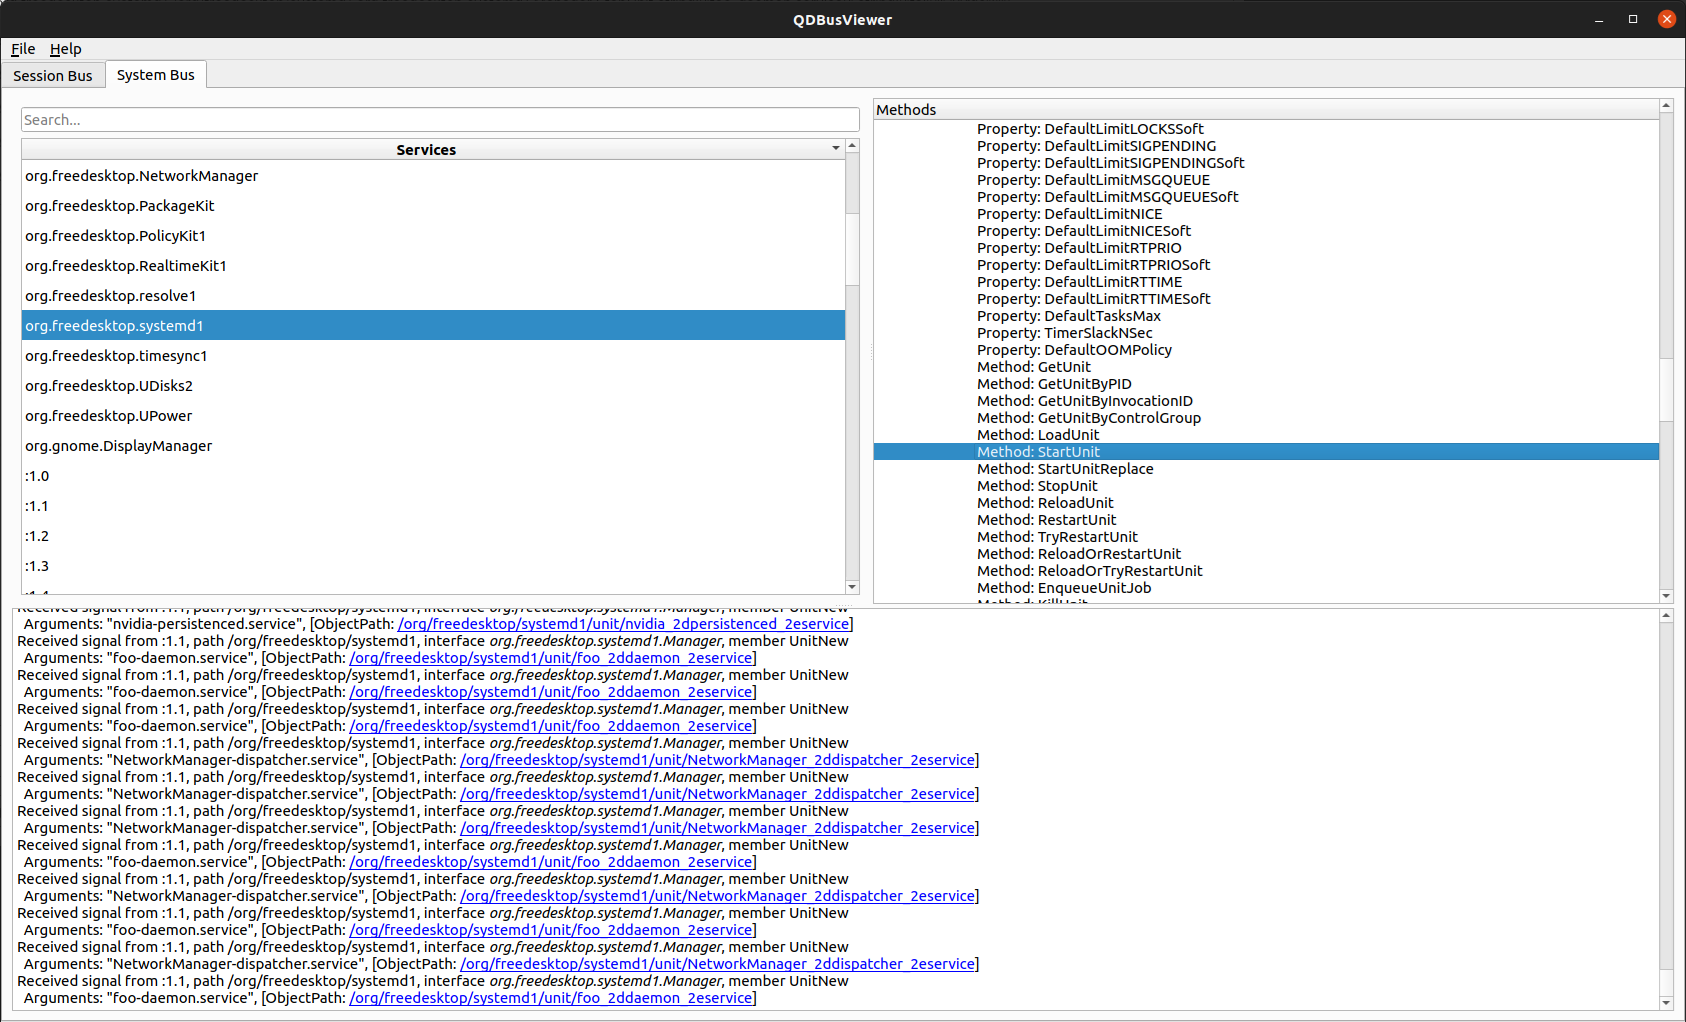 QDBusViewer
File Help
Session Bus System Bus
Search...
Services
org.freedesktop.NetworkManager
org.freedesktop.PackageKit
org.freedesktop.PolicyKit1
org.freedesktop.RealtimeKit1
org.freedesktop.resolve1
org.freedesktop.systemd1
org.freedesktop.timesync1
org.freedesktop.UDisks2
org.freedesktop.UPower
org.gnome.DisplayManager
:1.0
:1.1
:1.2
:1.3
Methods
Property: DefaultLimitLOCKSSoft
Property: DefaultLimitSIGPENDING
Property: DefaultLimitSIGPENDINGSoft
Property: DefaultLimitMSGQUEUE
Property: DefaultLimitMSGQUEUESoft
Property: DefaultLimitNICE
Property: DefaultLimitNICESoft
Property: DefaultLimitRTPRIO
Property: DefaultLimitRTPRIOSoft
Property: DefaultLimitRTTIME
Property: DefaultLimitRTTIMESoft
Property: DefaultTasksMax
Property: TimerSlackNSec
Property: DefaultOOMPolicy
Method: GetUnit
Method: GetUnitByPID
Method: GetUnitByInvocationID
Method: GetUnitByControlGroup
Method: LoadUnit
Method: StartUnit
Method: StartUnitReplace
Method: StopUnit
Method: ReloadUnit
Method: RestartUnit
Method: TryRestartUnit
Method: ReloadOrRestartUnit
Method: ReloadOrTryRestartUnit
Method: EnqueueUnitJob
Method: KillUnit
Received signal from :1.1, path /org/freedesktop/systemd1, interface org.freedesktop.systemd1.Manager, member UnitNew
Arguments: "nvidia-persistenced.service", [ObjectPath: /org/freedesktop/systemd1/unit/nvidia_2dpersistenced_2eservice]
Received signal from :1.1, path /org/freedesktop/systemd1, interface org.freedesktop.systemd1.Manager, member UnitNew
Arguments: "foo-daemon.service", [ObjectPath: /org/freedesktop/systemd1/unit/foo_2ddaemon_2eservice]
Received signal from :1.1, path /org/freedesktop/systemd1, interface org.freedesktop.systemd1.Manager, member UnitNew
Arguments: "foo-daemon.service", [ObjectPath: /org/freedesktop/systemd1/unit/foo_2ddaemon_2eservice]
Received signal from :1.1, path /org/freedesktop/systemd1, interface org.freedesktop.systemd1.Manager, member UnitNew
Arguments: "foo-daemon.service", [ObjectPath: /org/freedesktop/systemd1/unit/foo_2ddaemon_2eservice]
Received signal from :1.1, path /org/freedesktop/systemd1, interface org.freedesktop.systemd1.Manager, member UnitNew
Arguments: "NetworkManager-dispatcher.service", [ObjectPath: /org/freedesktop/systemd1/unit/NetworkManager_2ddispatcher_2eservice]
Received signal from :1.1, path /org/freedesktop/systemd1, interface org.freedesktop.systemd1.Manager, member UnitNew
Arguments: "NetworkManager-dispatcher.service", [ObjectPath: /org/freedesktop/systemd1/unit/NetworkManager_2ddispatcher_2eservice]
Received signal from :1.1, path /org/freedesktop/systemd1, interface org.freedesktop.systemd1.Manager, member UnitNew
Arguments: "NetworkManager-dispatcher.service", [ObjectPath: /org/freedesktop/systemd1/unit/NetworkManager_2ddispatcher_2eservice]
Received signal from :1.1, path /org/freedesktop/systemd1, interface org.freedesktop.systemd1.Manager, member UnitNew
Arguments: "foo-daemon.service", [ObjectPath: /org/freedesktop/systemd1/unit/foo_2ddaemon_2eservice]
Received signal from :1.1, path /org/freedesktop/systemd1, interface org.freedesktop.systemd1.Manager, member UnitNew
Arguments: "NetworkManager-dispatcher.service", [ObjectPath: /org/freedesktop/systemd1/unit/NetworkManager_2ddispatcher_2eservice]
Received signal from :1.1, path /org/freedesktop/systemd1, interface org.freedesktop.systemd1.Manager, member UnitNew
Arguments: "foo-daemon.service", [ObjectPath: /org/freedesktop/systemd1/unit/foo_2ddaemon_2eservice]
Received signal from :1.1, path /org/freedesktop/systemd1, interface org.freedesktop.systemd1.Manager, member UnitNew
Arguments: "NetworkManager-dispatcher.service", [ObjectPath: /org/freedesktop/systemd1/unit/NetworkManager_2ddispatcher_2eservice]
Received signal from :1.1, path /org/freedesktop/systemd1, interface org.freedesktop.systemd1.Manager, member UnitNew
Arguments: "foo-daemon.service", [ObjectPath: /org/freedesktop/systemd1/unit/foo_2ddaemon_2eservice]